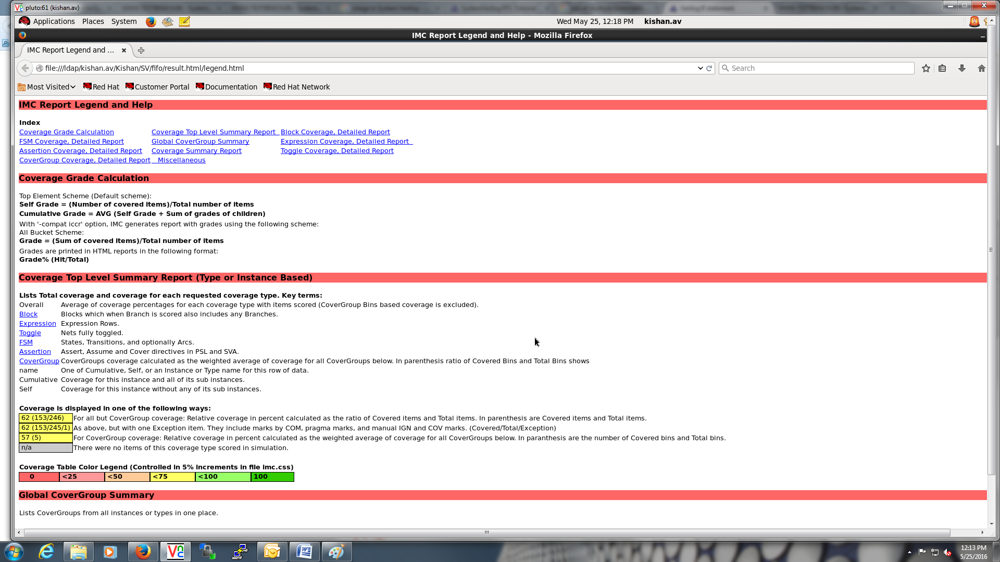 pluto:61 (kishan.av)
Applications Places System Wed May 25, 12:18 PM kishan.av
IMC Report Legend and Help - Mozilla Firefox
IMC Report Legend and ...
file:///ldap/kishan.av/Kishan/SV/fifo/result.html/legend.html Search
Most Visited Red Hat Customer Portal Documentation Red Hat Network
IMC Report Legend and Help
Index
Coverage Grade Calculation Coverage Top Level Summary Report Block Coverage, Detailed Report
FSM Coverage, Detailed Report Global CoverGroup Summary Expression Coverage, Detailed Report
Assertion Coverage, Detailed Report Coverage Summary Report Toggle Coverage, Detailed Report
CoverGroup Coverage, Detailed Report Miscellaneous
Coverage Grade Calculation
Top Element Scheme (Default scheme):
Self Grade = (Number of covered items)/Total number of items
Cumulative Grade = AVG (Self Grade + Sum of grades of children)
With '-compat iccr' option, IMC generates report with grades using the following scheme:
All Bucket Scheme:
Grade = (Sum of covered items)/Total number of items
Grades are printed in HTML reports in the following format:
Grade% (Hit/Total)
Coverage Top Level Summary Report (Type or Instance Based)
Lists Total coverage and coverage for each requested coverage type. Key terms:
Overall Average of coverage percentages for each coverage type with items scored (CoverGroup Bins based coverage is excluded).
Block Blocks which when Branch is scored also includes any Branches.
Expression Expression Rows.
Toggle Nets fully toggled.
FSM States, Transitions, and optionally Arcs.
Assertion Assert, Assume and Cover directives in PSL and SVA.
CoverGroup CoverGroups coverage calculated as the weighted average of coverage for all CoverGroups below. In parenthesis ratio of Covered Bins and Total Bins shows
name One of Cumulative, Self, or an Instance or Type name for this row of data.
Cumulative Coverage for this instance and all of its sub instances.
Self Coverage for this instance without any of its sub instances.
Coverage is displayed in one of the following ways:
62 (153/246) For all but CoverGroup coverage: Relative coverage in percent calculated as the ratio of Covered items and Total items. In parenthesis are Covered items and Total items.
62 (153/245/1) As above, but with one Exception item. They include marks by COM, pragma marks, and manual IGN and COV marks. (Covered/Total/Exception)
57 (5) For CoverGroup coverage: Relative coverage in percent calculated as the weighted average of coverage for all CoverGroups below. In paranthesis are the number of Covered bins and Total bins.
n/a There were no items of this coverage type scored in simulation.
Coverage Table Color Legend (Controlled in 5% increments in file imc.css)
0 <25 <50 <75 <100 100
Global CoverGroup Summary
Lists CoverGroups from all instances or types in one place.
12:13 PM
5/25/2016